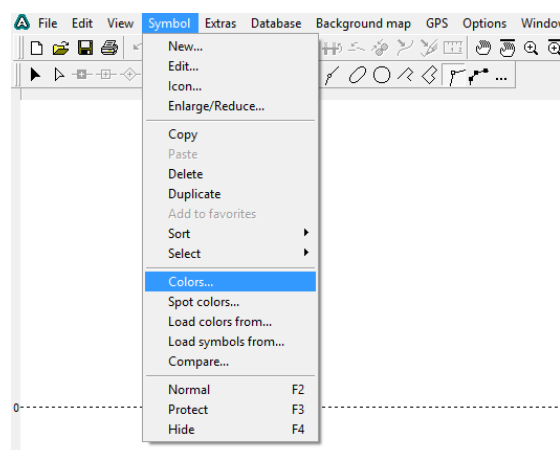 File Edit View Symbol Extras Database Background map GPS Options Window
New...
Edit...
Icon...
Enlarge/Reduce...
Copy
Paste
Delete
Duplicate
Add to favorites
Sort
Select
Colors...
Spot colors...
Load colors from...
Load symbols from...
Compare...
Normal F2
Protect F3
Hide F4
0